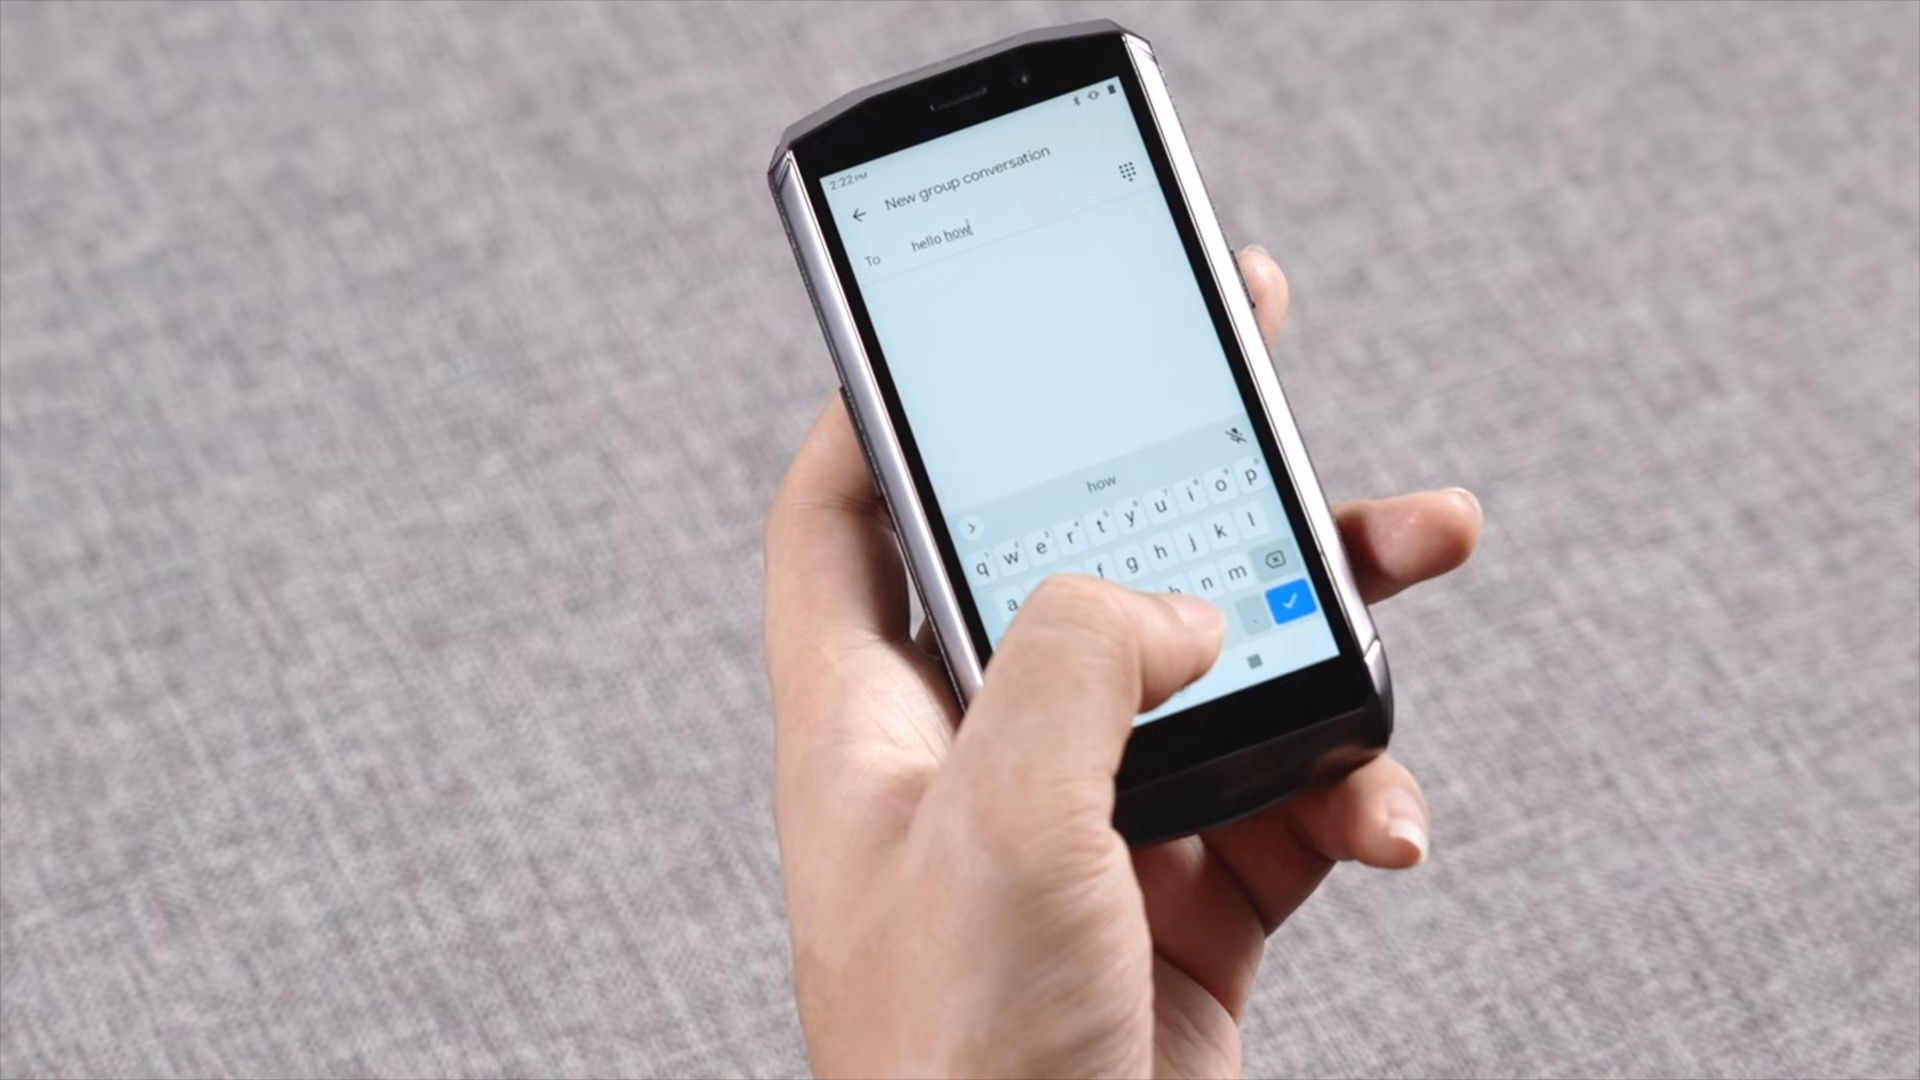 2:22 PM
New group conversation
To hello how
how
q w e r t y u i o p
a f g h j k l
b n m
.